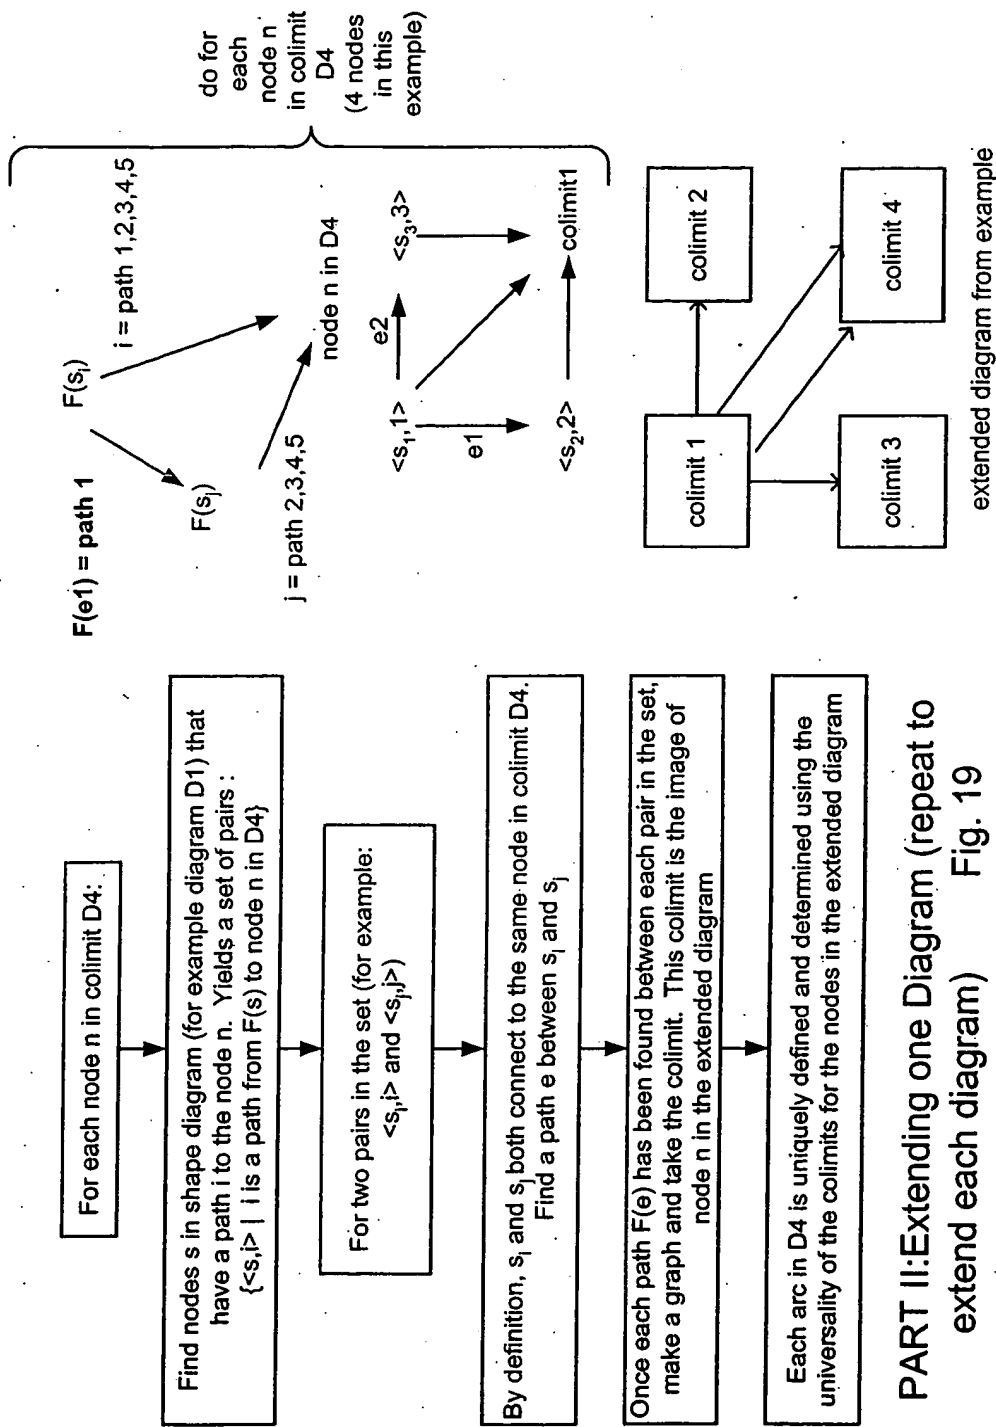 For each node n in colimit D4:
Find nodes s in shape diagram (for example diagram D1) that
have a path i to the node n. Yields a set of pairs :
{<s,i> | i is a path from F(s) to node n in D4}
For two pairs in the set (for example:
<sᵢ,i> and <sⱼ,j>)
By definition, sᵢ and sⱼ both connect to the same node in colimit D4.
Find a path e between sᵢ and sⱼ
Once each path F(e) has been found between each pair in the set,
make a graph and take the colimit. This colimit is the image of
node n in the extended diagram
Each arc in D4 is uniquely defined and determined using the
universality of the colimits for the nodes in the extended diagram
PART II:Extending one Diagram (repeat to
extend each diagram)
Fig. 19
F(e1) = path 1
F(sᵢ)
i = path 1,2,3,4,5
F(sⱼ)
j = path 2,3,4,5
node n in D4
<s₁,1>
e2
<s₃,3>
e1
<s₂,2>
colimit1
do for
each
node n
in colimit
D4
(4 nodes
in this
example)
colimit 1
colimit 2
colimit 3
colimit 4
extended diagram from example